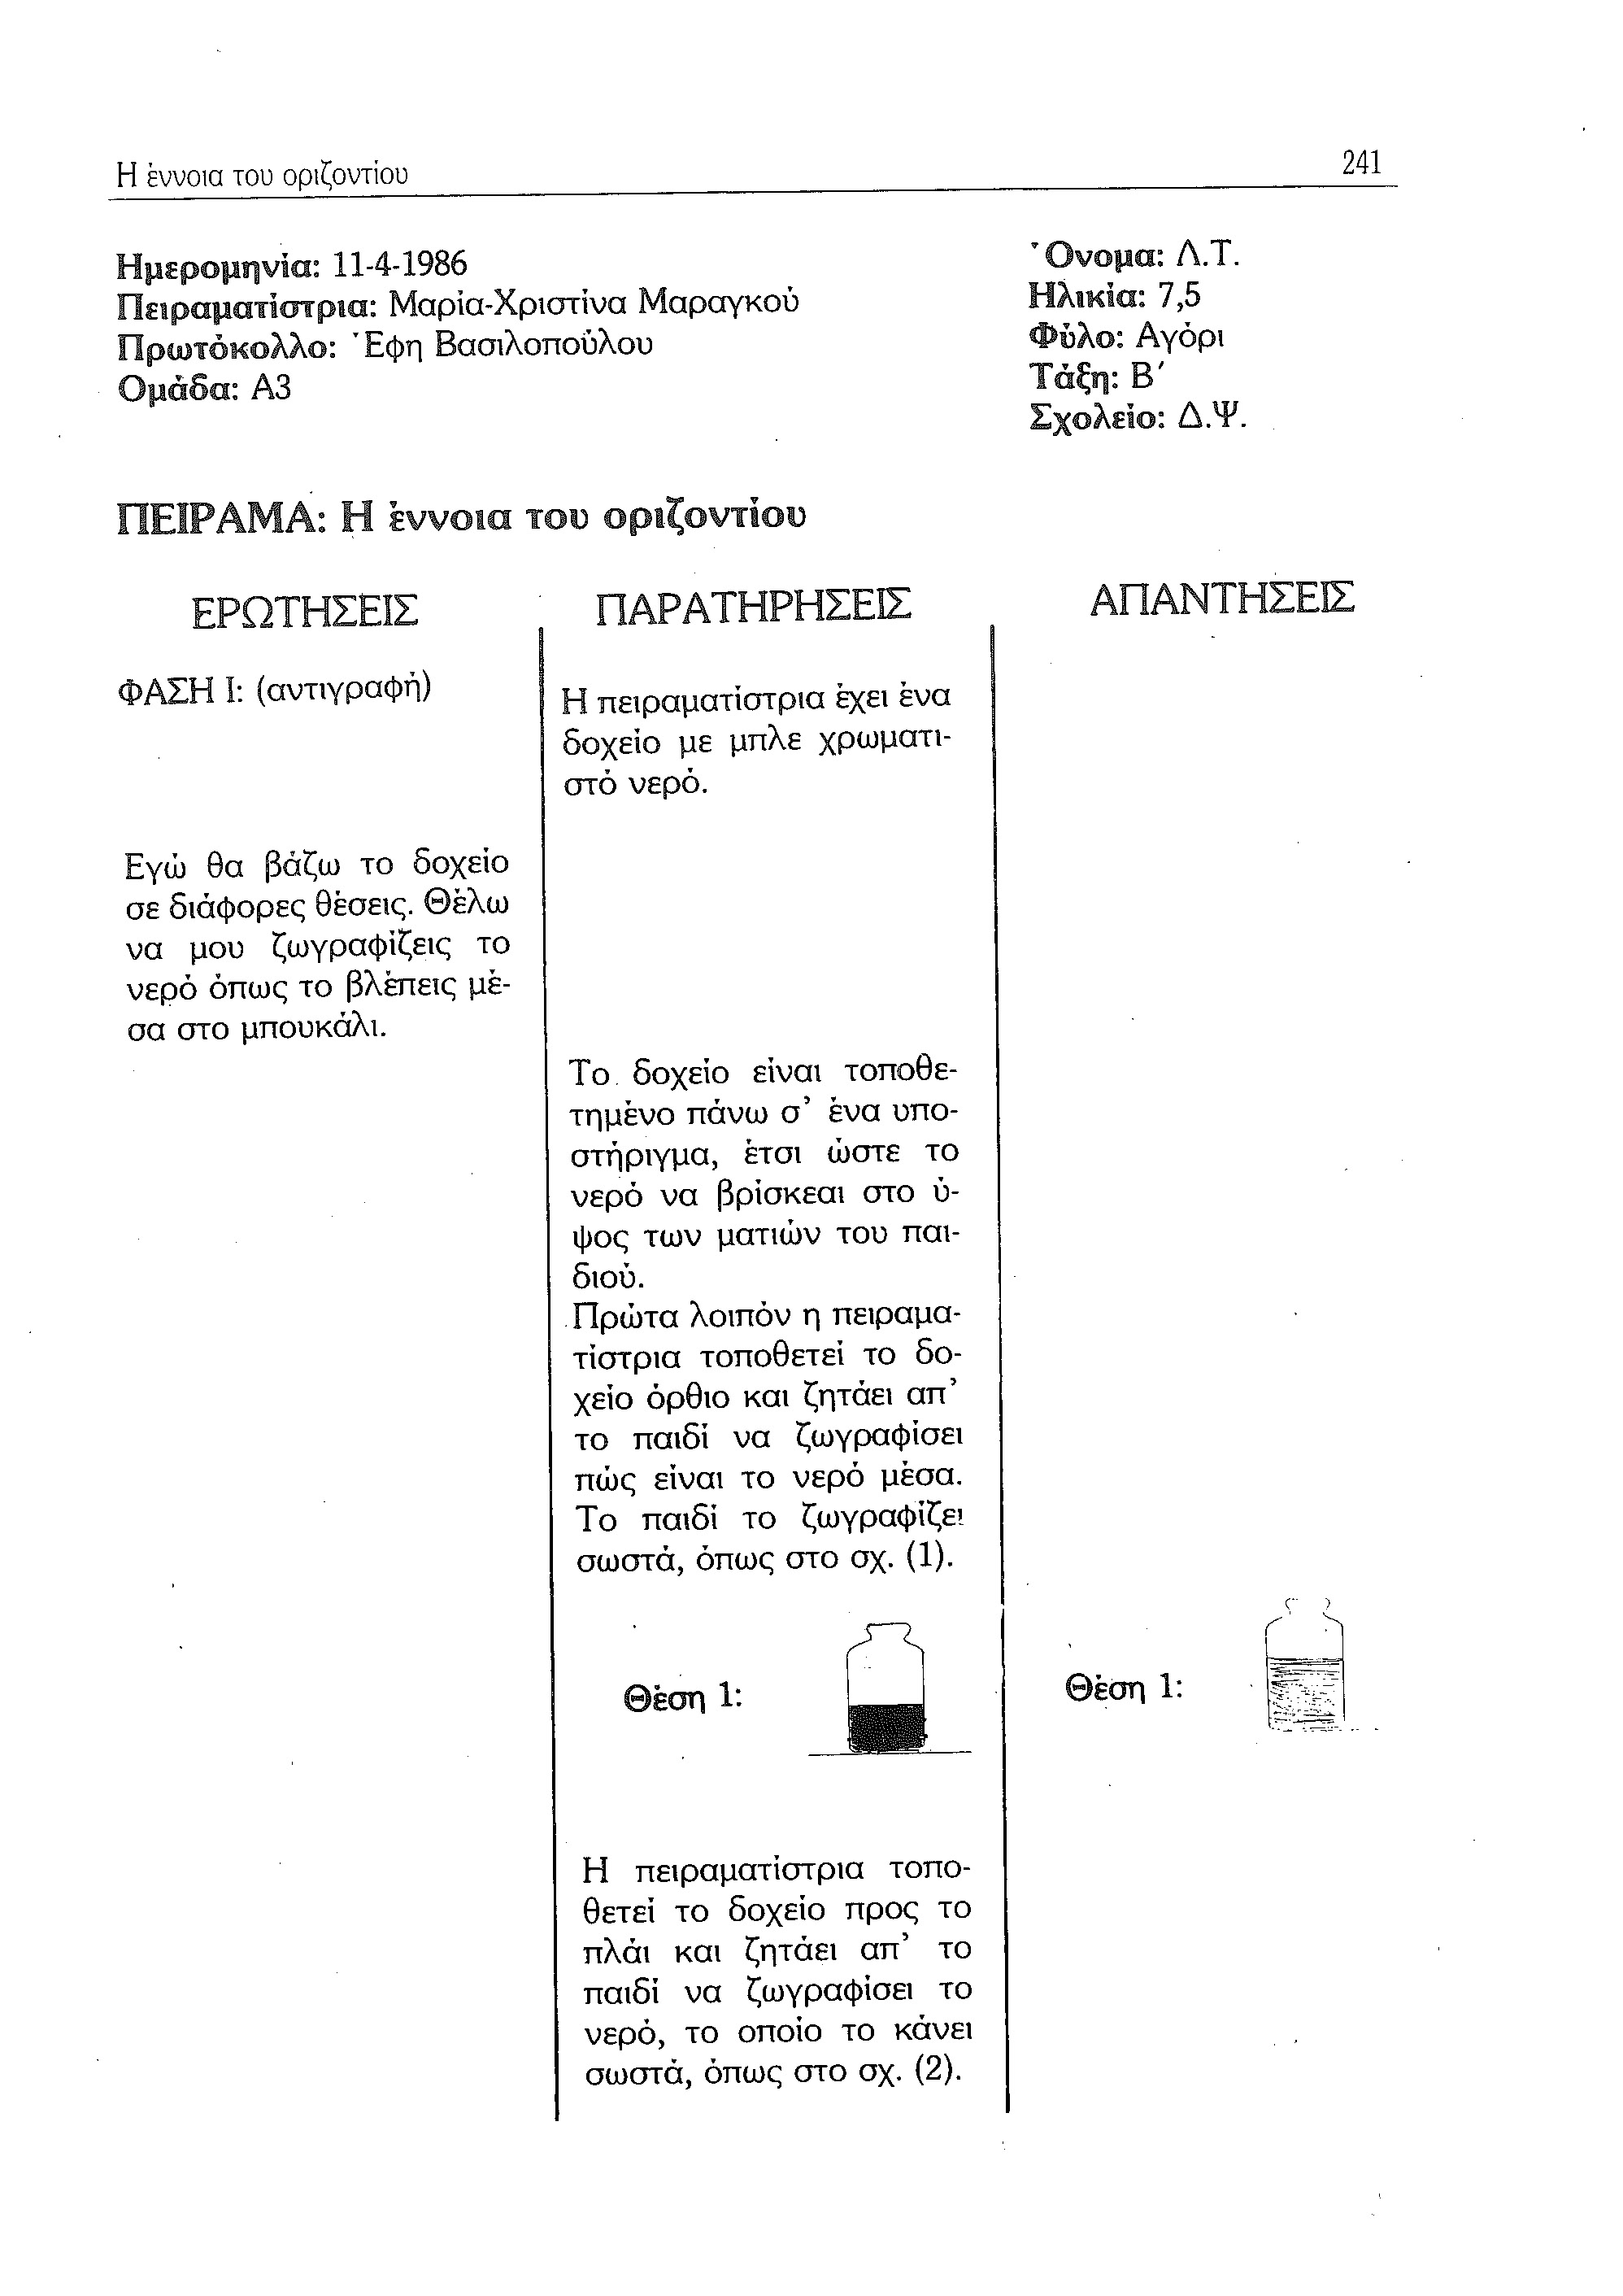 Η έννοια του οριζοντίου
241
Ημερομηνία: 11-4-1986
Πειραματίστρια: Μαρία-Χριστίνα Μαραγκού
Πρωτόκολλο: Έφη Βασιλοπούλου
Ομάδα: Α3
Όνομα: Λ.Τ.
Ηλικία: 7,5
Φύλο: Αγόρι
Τάξη: Β΄
Σχολείο: Δ.Ψ.
ΠΕΙΡΑΜΑ: Η έννοια του οριζοντίου
ΕΡΩΤΗΣΕΙΣ
ΦΑΣΗ Ι: (αντιγραφή)
Εγώ θα βάζω το δοχείο
σε διάφορες θέσεις. Θέλω
να μου ζωγραφίζεις το
νερό όπως το βλέπεις μέ-
σα στο μπουκάλι.
ΠΑΡΑΤΗΡΗΣΕΙΣ
Η πειραματίστρια έχει ένα
δοχείο με μπλε χρωματι-
στό νερό.
Το δοχείο είναι τοποθε-
τημένο πάνω σ’ ένα υπο-
στήριγμα, έτσι ώστε το
νερό να βρίσκεαι στο ύ-
ψος των ματιών του παι-
διού.
Πρώτα λοιπόν η πειραμα-
τίστρια τοποθετεί το δο-
χείο όρθιο και ζητάει απ’
το παιδί να ζωγραφίσει
πώς είναι το νερό μέσα.
Το παιδί το ζωγραφίζει
σωστά, όπως στο σχ. (1).
Θέση 1:
Η πειραματίστρια τοπο-
θετεί το δοχείο προς το
πλάι και ζητάει απ’ το
παιδί να ζωγραφίσει το
νερό, το οποίο το κάνει
σωστά, όπως στο σχ. (2).
ΑΠΑΝΤΗΣΕΙΣ
Θέση 1: